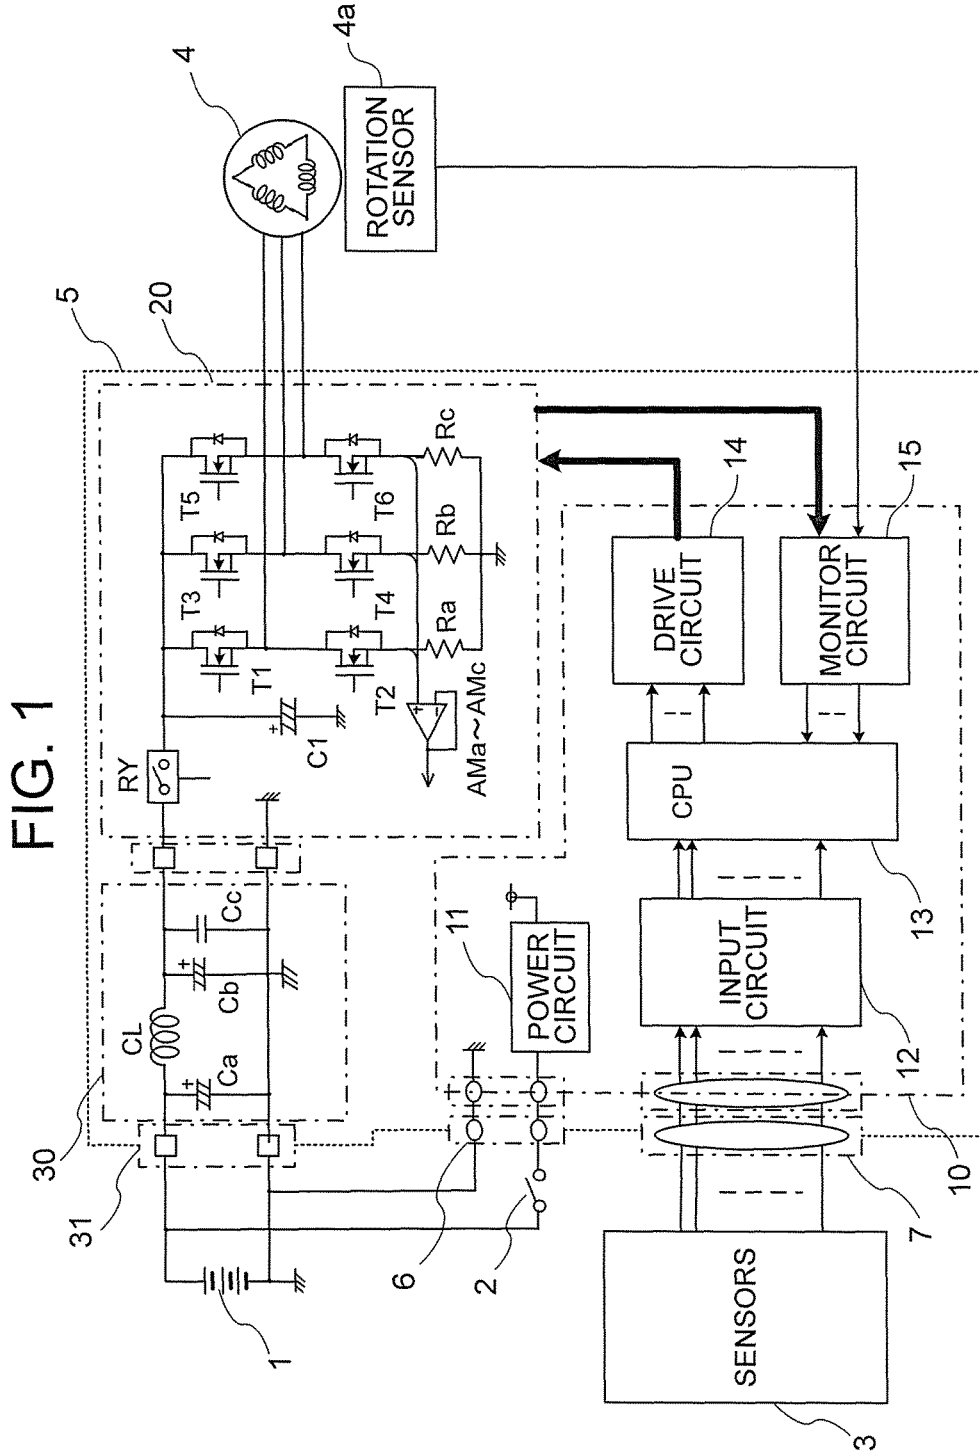 FIG. 1
5
20
4
4a
ROTATION
SENSOR
30
31
CL
Ca
Cb
Cc
RY
C1
T1
T3
T5
T2
T4
T6
Ra
Rb
Rc
AMa～AMc
1
2
6
11
POWER
CIRCUIT
DRIVE
CIRCUIT
14
MONITOR
CIRCUIT
15
CPU
13
INPUT
CIRCUIT
12
10
7
SENSORS
3